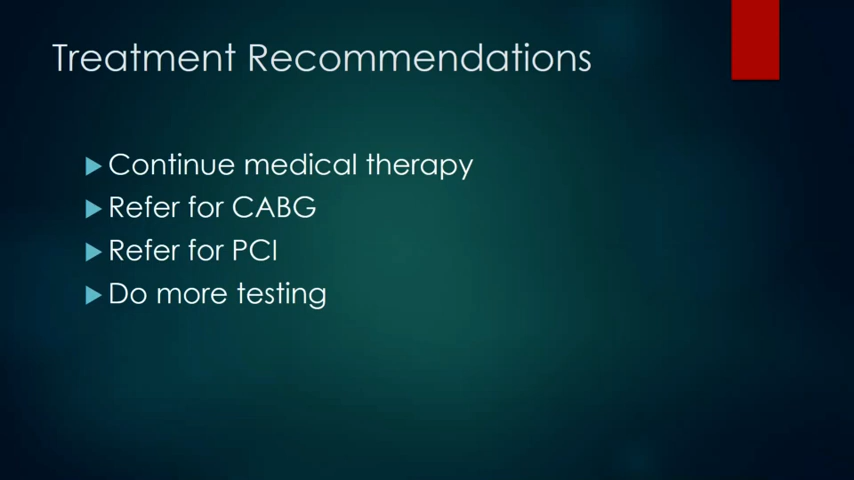 Treatment Recommendations
Continue medical therapy
Refer for CABG
Refer for PCI
Do more testing